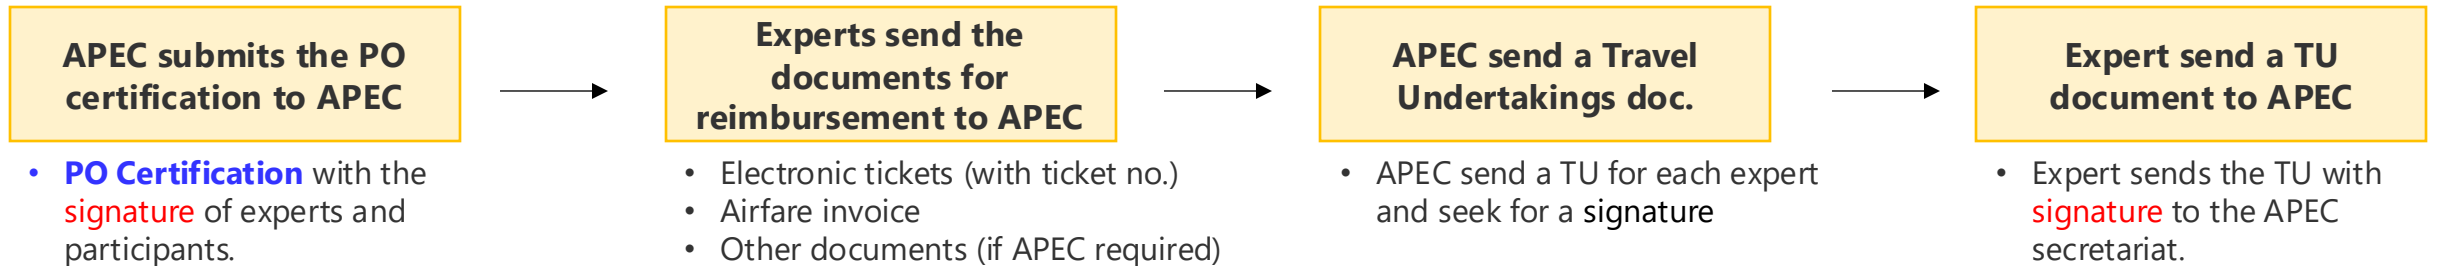 APEC submits the PO
certification to APEC
• PO Certification with the
signature of experts and
participants.
Experts send the
documents for
reimbursement to APEC
• Electronic tickets (with ticket no.)
• Airfare invoice
• Other documents (if APEC required)
APEC send a Travel
Undertakings doc.
• APEC send a TU for each expert
and seek for a signature
Expert send a TU
document to APEC
• Expert sends the TU with
signature to the APEC
secretariat.